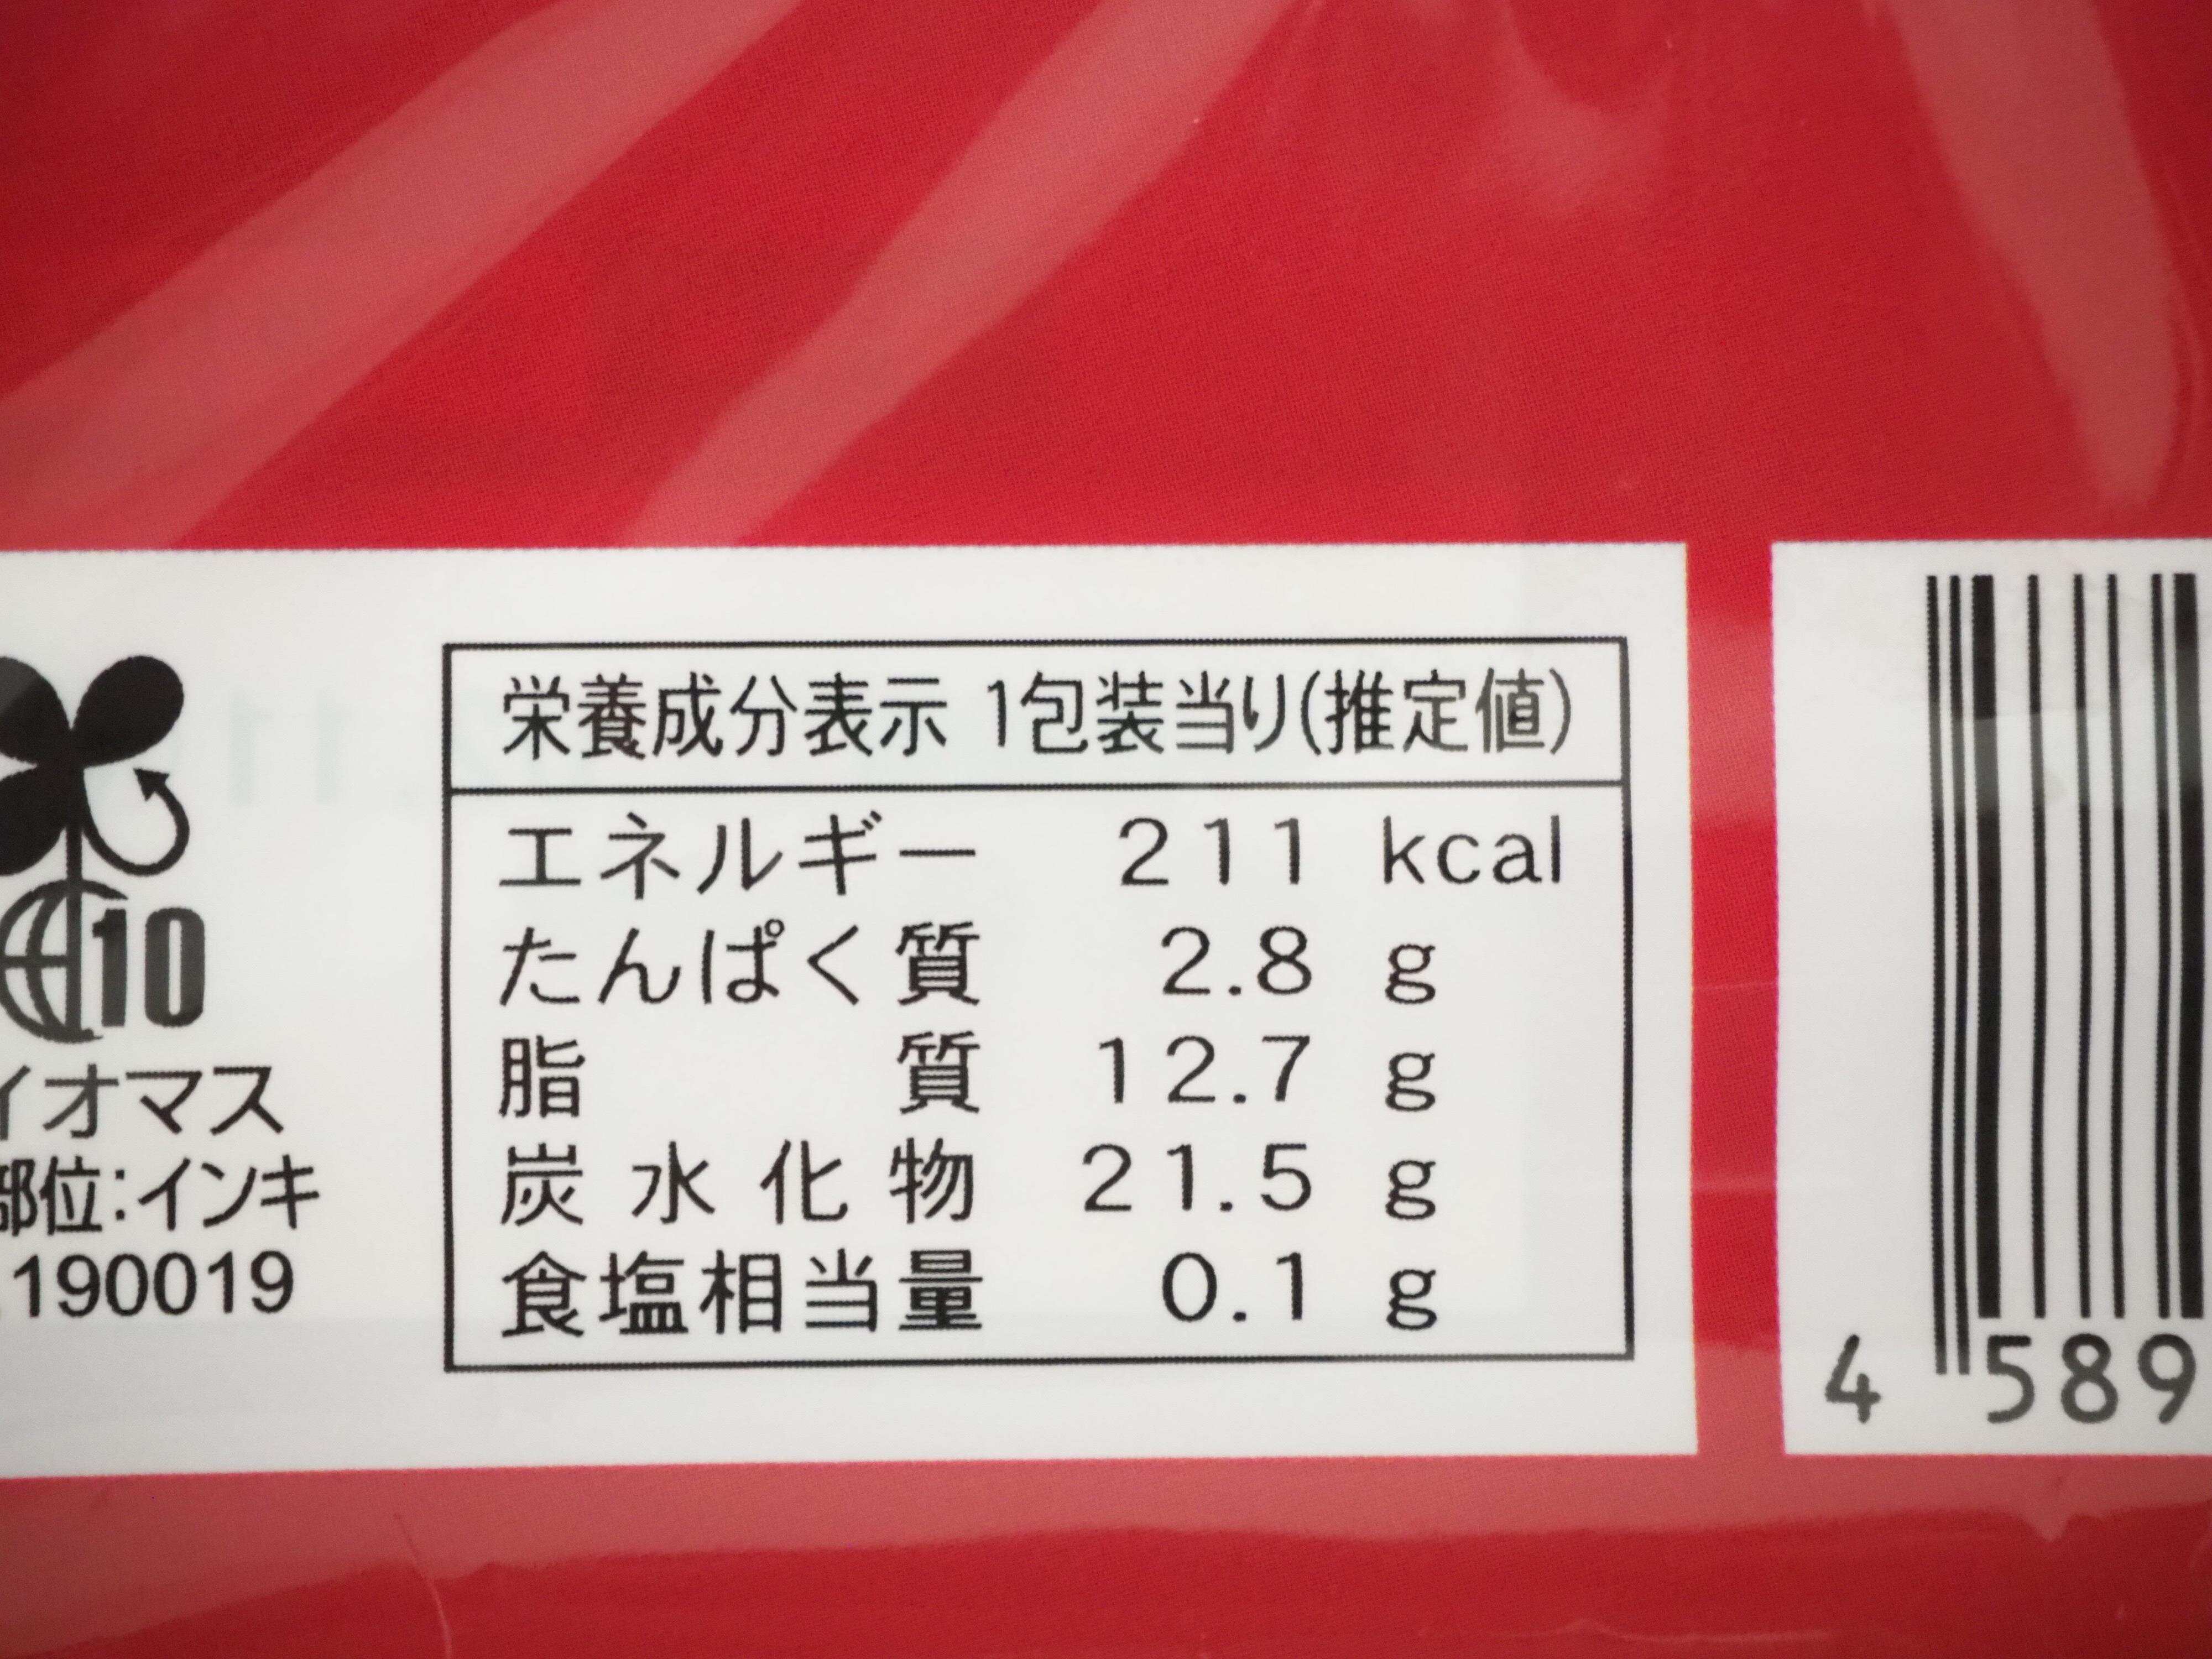 10
イオマス
部位:インキ
190019
栄養成分表示 1包装当り(推定値)
エネルギー 211 kcal
たんぱく質 2.8 g
脂質 12.7 g
炭水化物 21.5 g
食塩相当量 0.1 g
4 589